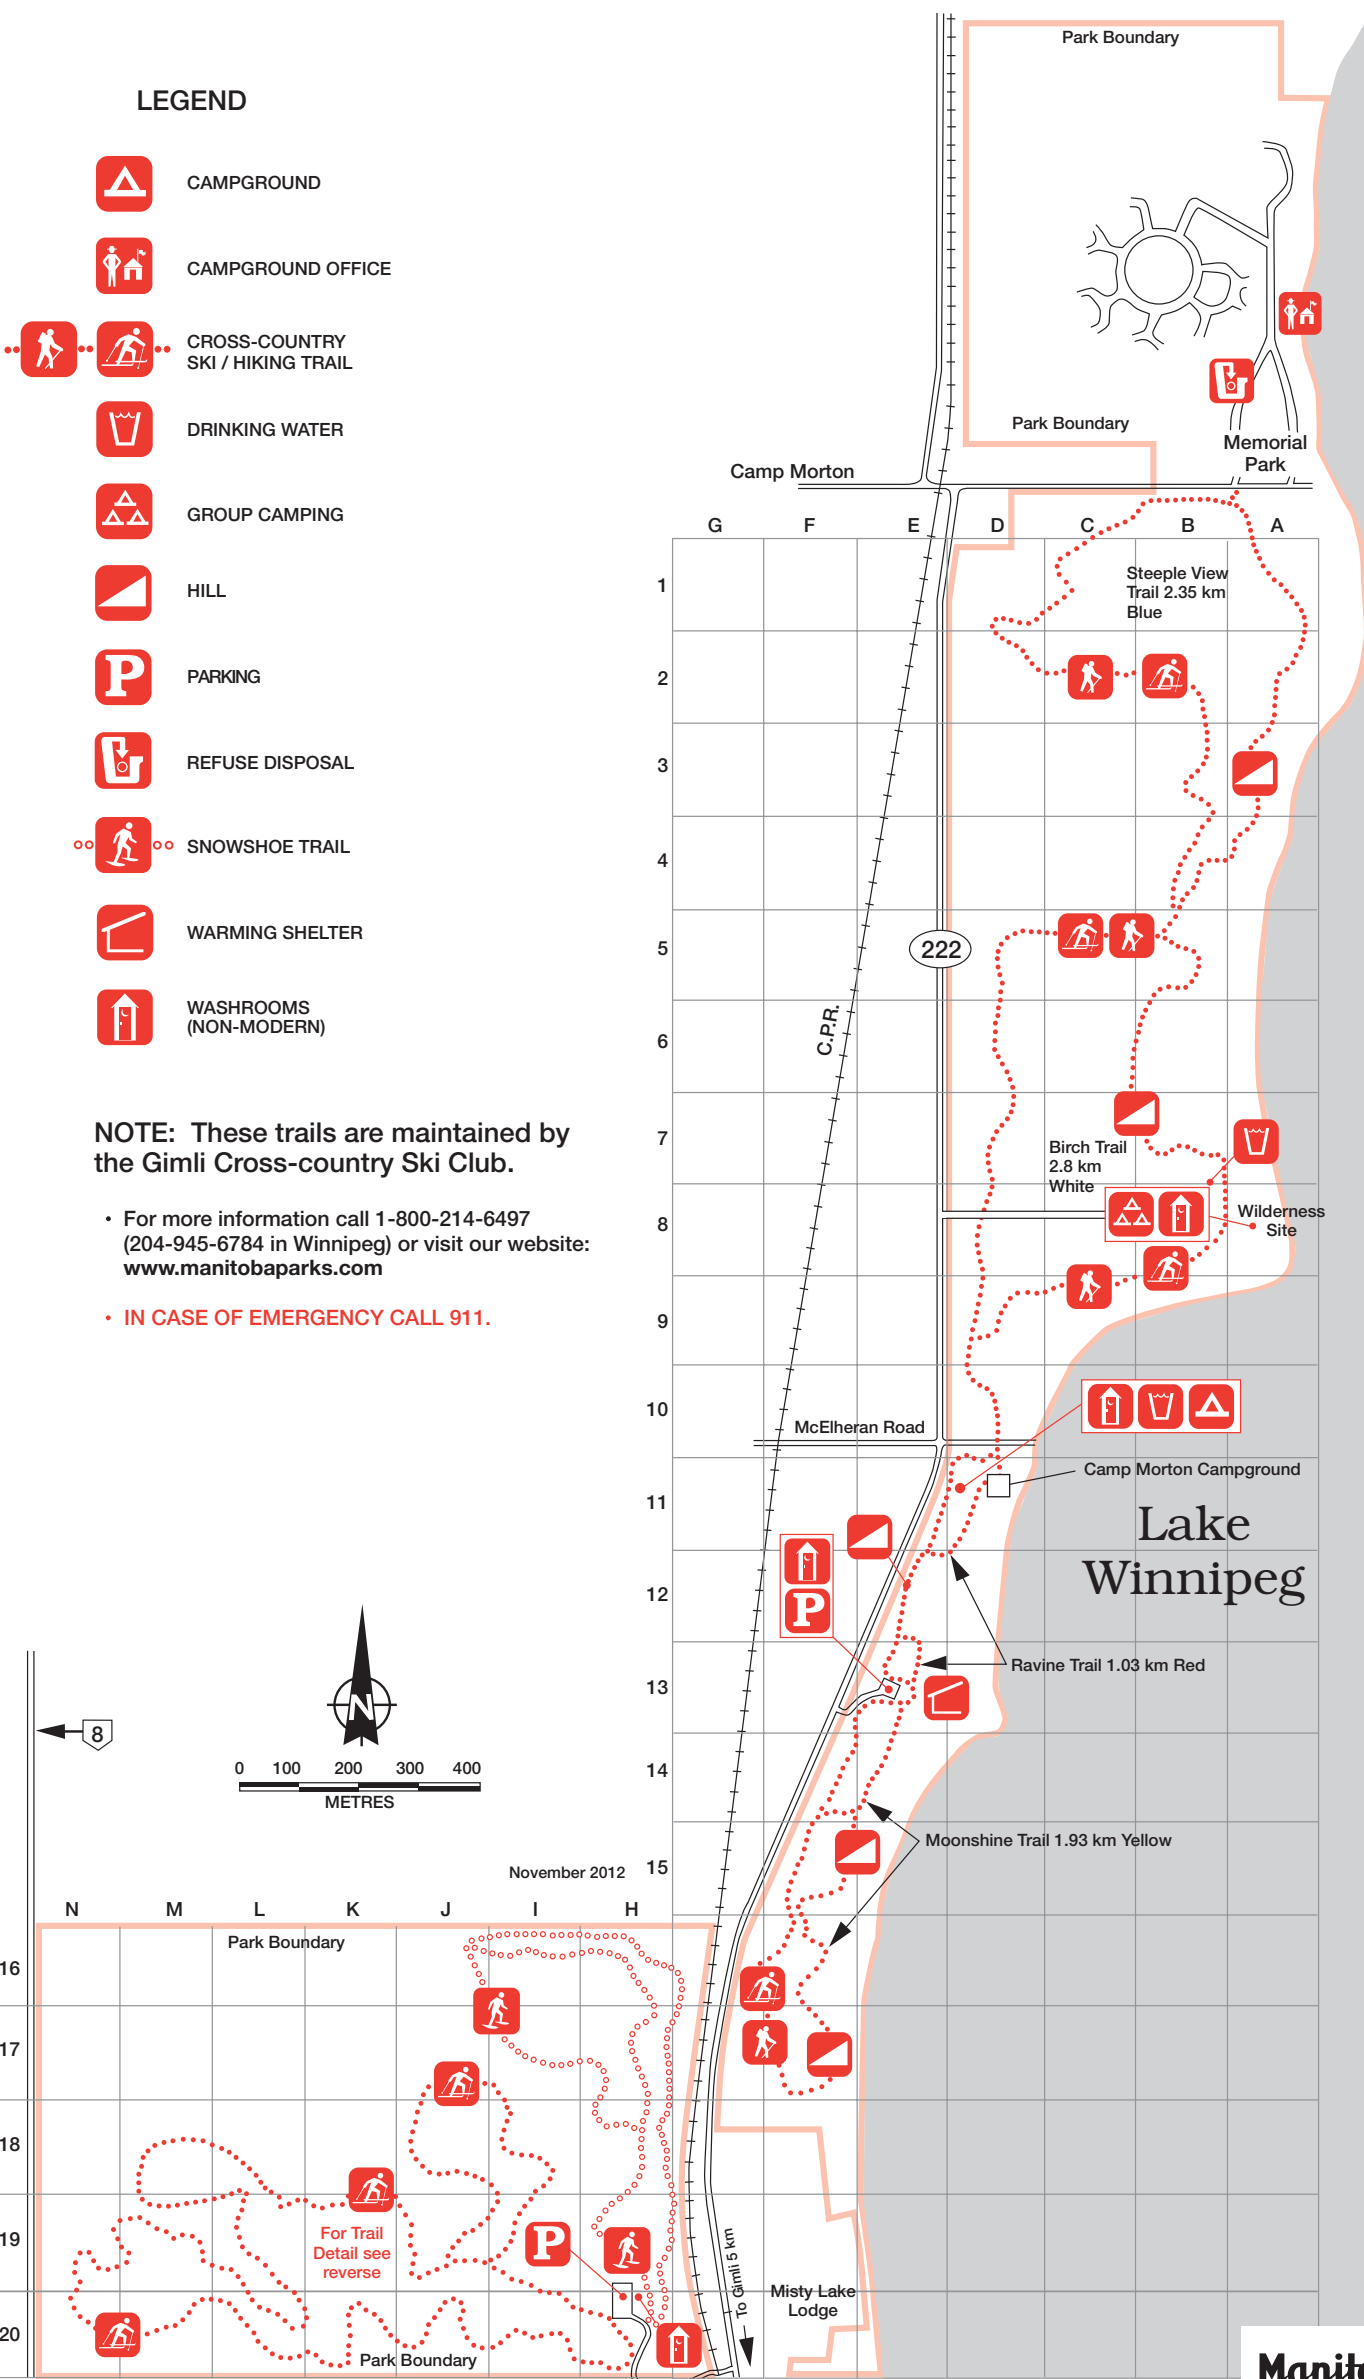 Park Boundary
LEGEND
CAMPGROUND
CAMPGROUND OFFICE
CROSS-COUNTRY
SKI / HIKING TRAIL
DRINKING WATER
GROUP CAMPING
HILL
P
PARKING
REFUSE DISPOSAL
SNOWSHOE TRAIL
WARMING SHELTER
WASHROOMS
(NON-MODERN)
NOTE: These trails are maintained by
the Gimli Cross-country Ski Club.
• For more information call 1-800-214-6497
(204-945-6784 in Winnipeg) or visit our website:
www.manitobaparks.com
• IN CASE OF EMERGENCY CALL 911.
Park Boundary
Memorial
Park
Camp Morton
G F E D C B A
1
Steeple View
Trail 2.35 km
Blue
2
3
4
5
222
C.P.R.
6
7
Birch Trail
2.8 km
White
8
Wilderness
Site
9
10
McElheran Road
Camp Morton Campground
11
Lake
Winnipeg
12
P
Ravine Trail 1.03 km Red
13
N
8
14
0 100 200 300 400
METRES
Moonshine Trail 1.93 km Yellow
November 2012
15
N M L K J I H
Park Boundary
16
17
18
19
For Trail
Detail see
reverse
P
To Gimli 5 km
Misty Lake
Lodge
20
Park Boundary